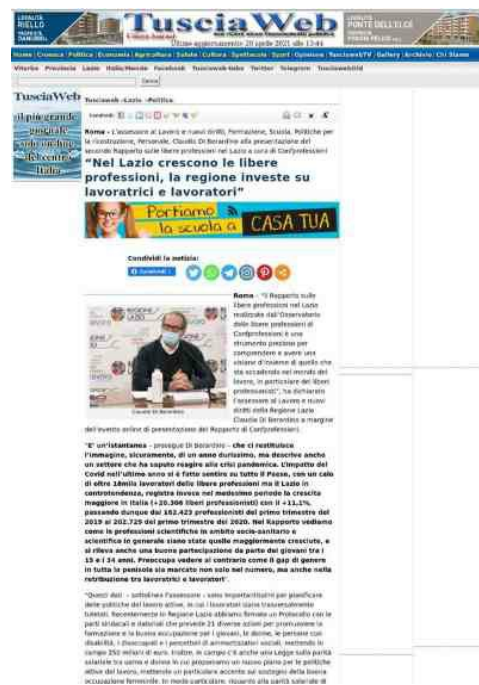 LOCALITÀ
RIELLO
TusciaWeb
LOCALITÀ
PONTE DELL'ELCE
Ultimo aggiornamento: 20 aprile 2021 alle 13:44
Home Cronaca Politica Economia Agricoltura Salute Cultura Spettacolo Sport Opinione TusciawebTV Gallery Archivio Chi Siamo
Viterbo Provincia Lazio Italia/Mondo Facebook Tusciaweb-tube Twitter Telegram
Cerca
TusciaWeb
il più grande
giornale
solo on-line
del centro
Italia
Tusciaweb >Lazio >Politica
Condividi:
Roma - L'assessore al Lavoro e nuovi diritti, Formazione, Scuola, Politiche per
la ricostruzione, Personale, Claudio Di Berardino alla presentazione del
secondo Rapporto sulle libere professioni nel Lazio a cura di Confprofessioni
“Nel Lazio crescono le libere
professioni, la regione investe su
lavoratrici e lavoratori”
Portiamo
la scuola a CASA TUA
Condividi la notizia:
Condividi
REGIONE
LAZIO
Claudio Di Berardino
Roma – “Il Rapporto sulle
libere professioni nel Lazio
realizzato dall'Osservatorio
delle libere professioni di
Confprofessioni è uno
strumento prezioso per
comprendere e avere una
visione d'insieme di quello che
sta accadendo nel mondo del
lavoro, in particolare dei liberi
professionisti”, ha dichiarato
l'assessore al Lavoro e nuovi
diritti della Regione Lazio
Claudio Di Berardino a margine
dell'evento online di presentazione del Rapporto di Confprofessioni.
“E' un'istantanea – prosegue Di Berardino – che ci restituisce
l'immagine, sicuramente, di un anno durissimo, ma descrive anche
un settore che ha saputo reagire alla crisi pandemica. L'impatto del
Covid nell'ultimo anno si è fatto sentire su tutto il Paese, con un calo
di oltre 18mila lavoratori delle libere professioni ma il Lazio in
controtendenza, registra invece nel medesimo periodo la crescita
maggiore in Italia (+20.306 liberi professionisti) con il +11,1%,
passando dunque dai 182.423 professionisti del primo trimestre del
2019 ai 202.729 del primo trimestre del 2020. Nel Rapporto vediamo
come le professioni scientifiche in ambito socio-sanitario e
scientifico in generale siano state quelle maggiormente cresciute, e
si rileva anche una buona partecipazione da parte dei giovani tra i
15 e i 34 anni. Preoccupa vedere al contrario come il gap di genere
in tutta la penisola sia marcato non solo nel numero, ma anche nella
retribuzione tra lavoratrici e lavoratori”.
“Questi dati – sottolinea l'assessore – sono importantissimi per pianificare
delle politiche del lavoro attive, in cui i lavoratori siano trasversalmente
tutelati. Recentemente in Regione Lazio abbiamo firmato un Protocollo con le
parti sindacali e datoriali che prevede 21 diverse azioni per promuovere la
formazione e la buona occupazione per i giovani, le donne, le persone con
disabilità, i disoccupati e i percettori di ammortizzatori sociali, mettendo in
campo 252 milioni di euro. Inoltre, in campo c'è anche una Legge sulla parità
salariale tra uomo e donna in cui proponiamo un nuovo piano per le politiche
attive del lavoro, mettendo un particolare accento sul sostegno della buona
occupazione femminile. In modo particolare, riguardo alla parità salariale di